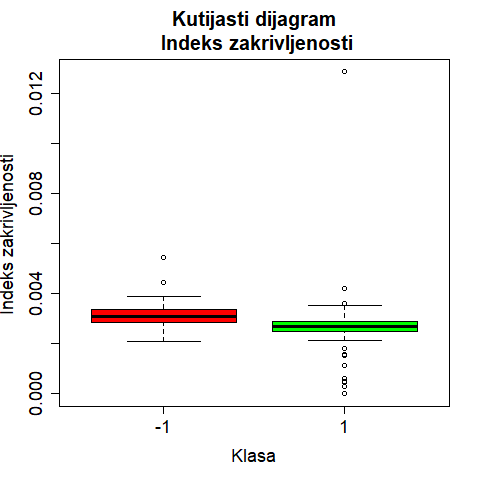 Kutijasti dijagram
Indeks zakrivljenosti
Indeks zakrivljenosti
0.012
0.008
0.004
0.000
-1
1
Klasa